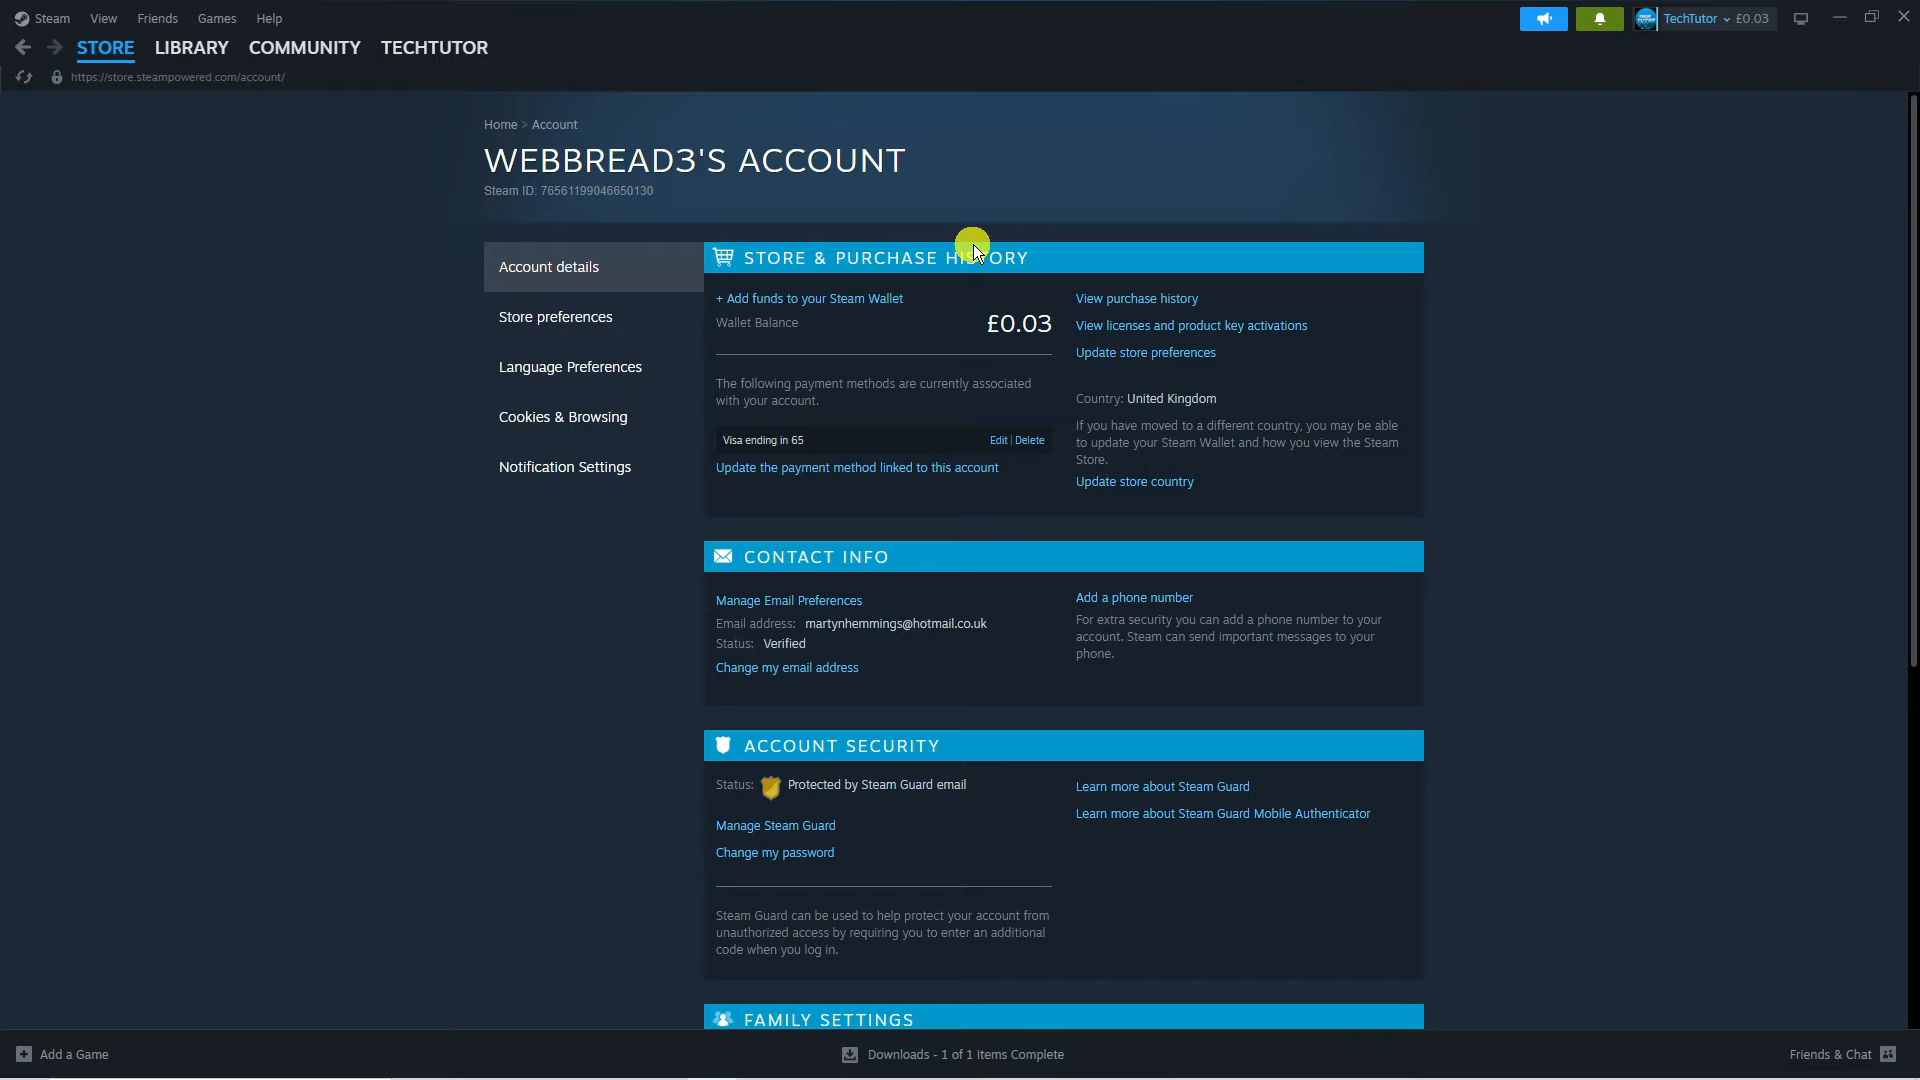 Steam View Friends Games Help
TechTutor £0.03
STORE LIBRARY COMMUNITY TECHTUTOR
https://store.steampowered.com/account/
Home > Account
WEBBREAD3'S ACCOUNT
Steam ID: 76561199046650130
Account details
Store preferences
Language Preferences
Cookies & Browsing
Notification Settings
STORE & PURCHASE HISTORY
+ Add funds to your Steam Wallet
Wallet Balance £0.03
The following payment methods are currently associated
with your account.
Visa ending in 65 Edit | Delete
Update the payment method linked to this account
View purchase history
View licenses and product key activations
Update store preferences
Country: United Kingdom
If you have moved to a different country, you may be able
to update your Steam Wallet and how you view the Steam
Store.
Update store country
CONTACT INFO
Manage Email Preferences
Email address: martynhemmings@hotmail.co.uk
Status: Verified
Change my email address
Add a phone number
For extra security you can add a phone number to your
account. Steam can send important messages to your
phone.
ACCOUNT SECURITY
Status: Protected by Steam Guard email
Manage Steam Guard
Change my password
Steam Guard can be used to help protect your account from
unauthorized access by requiring you to enter an additional
code when you log in.
Learn more about Steam Guard
Learn more about Steam Guard Mobile Authenticator
FAMILY SETTINGS
Add a Game
Downloads - 1 of 1 Items Complete
Friends & Chat